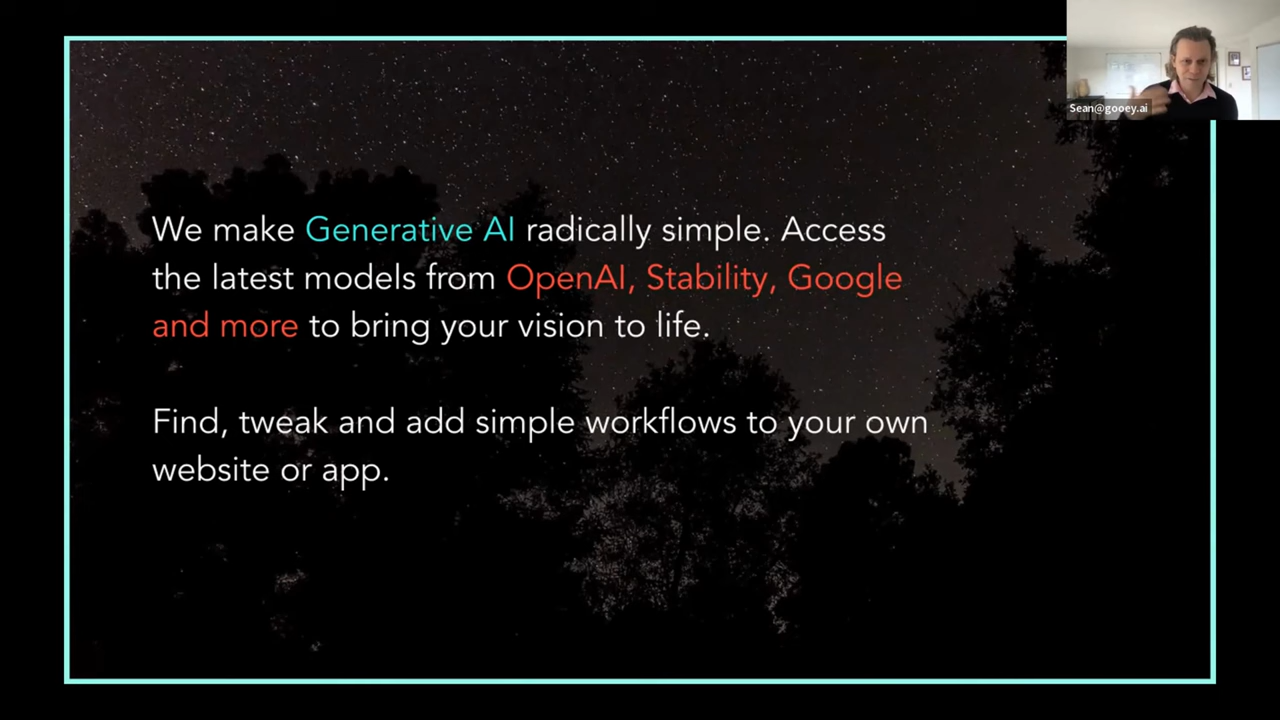 Sean@gooey.ai
We make Generative AI radically simple. Access
the latest models from OpenAI, Stability, Google
and more to bring your vision to life.
Find, tweak and add simple workflows to your own
website or app.